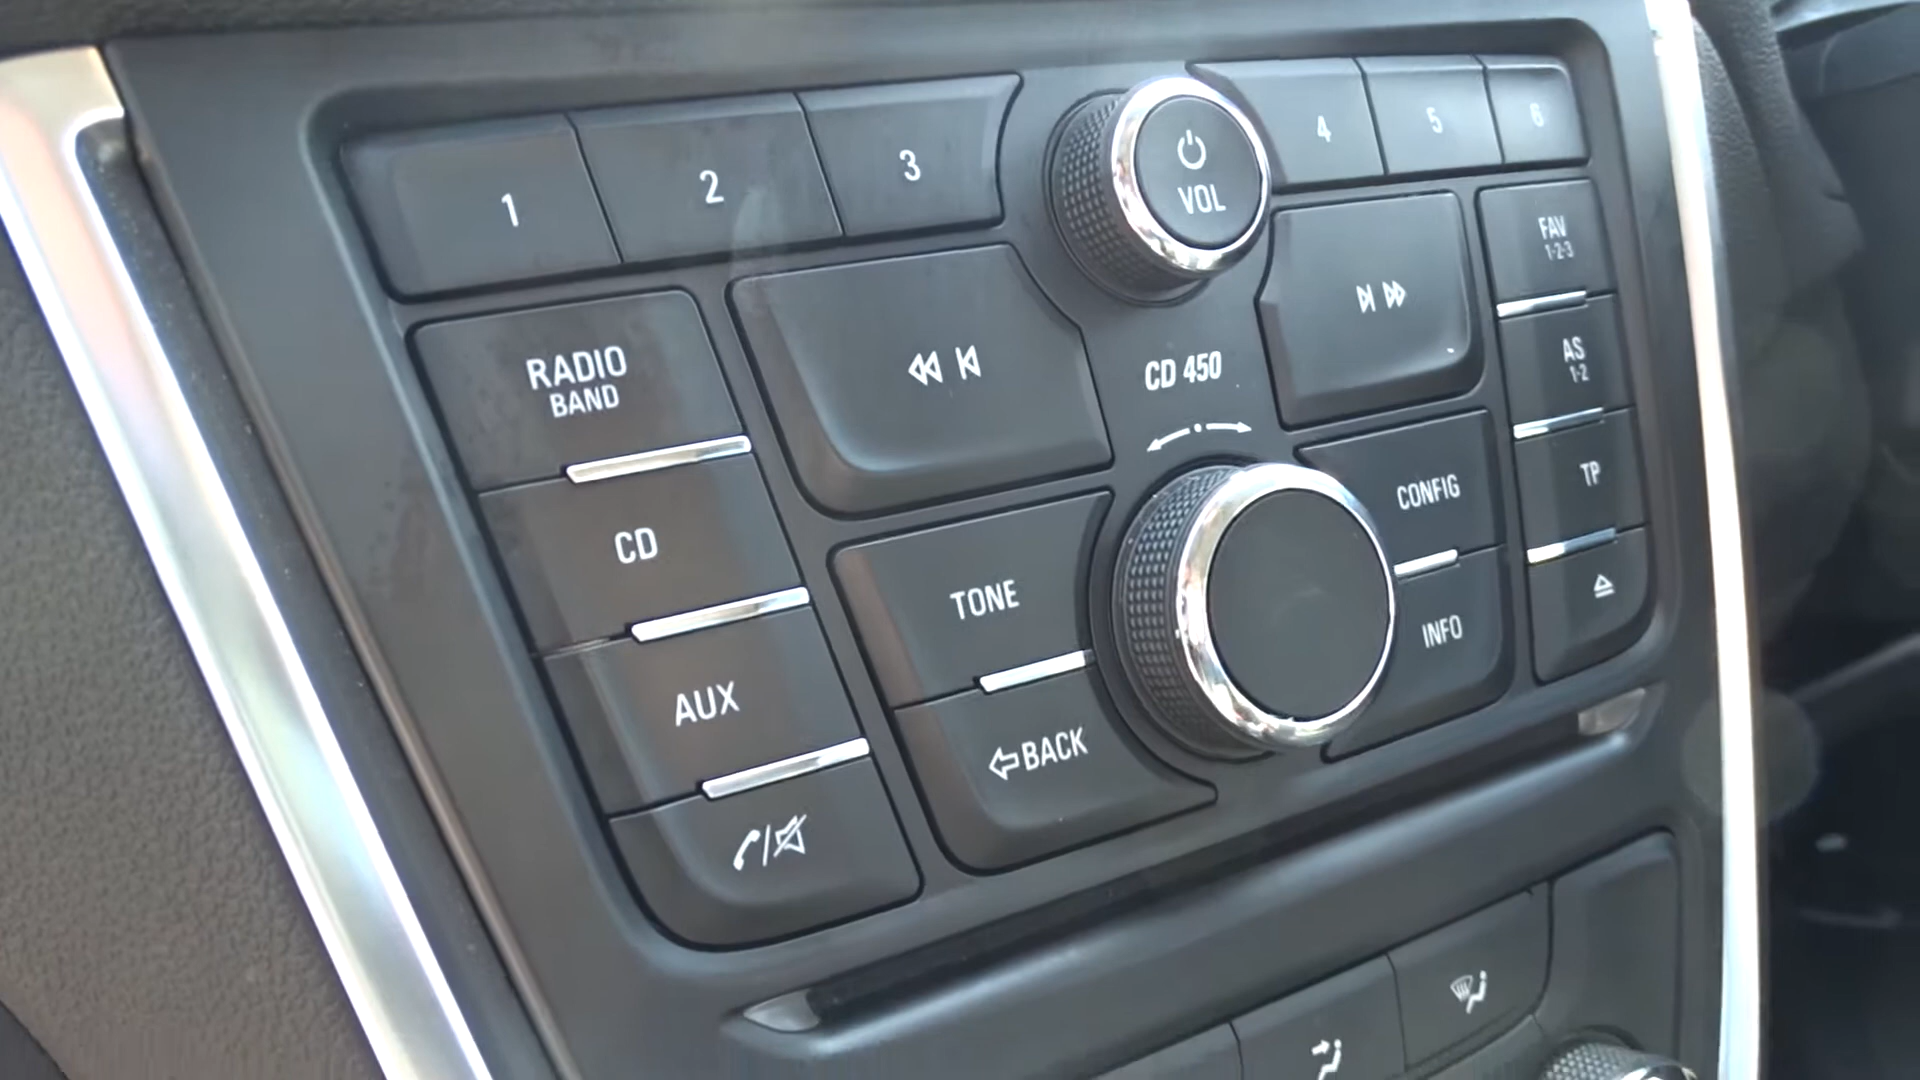 1
2
3
VOL
4
5
6
RADIO
BAND
CD 450
FAV
1-2-3
AS
1-2
CD
TONE
CONFIG
TP
AUX
BACK
INFO